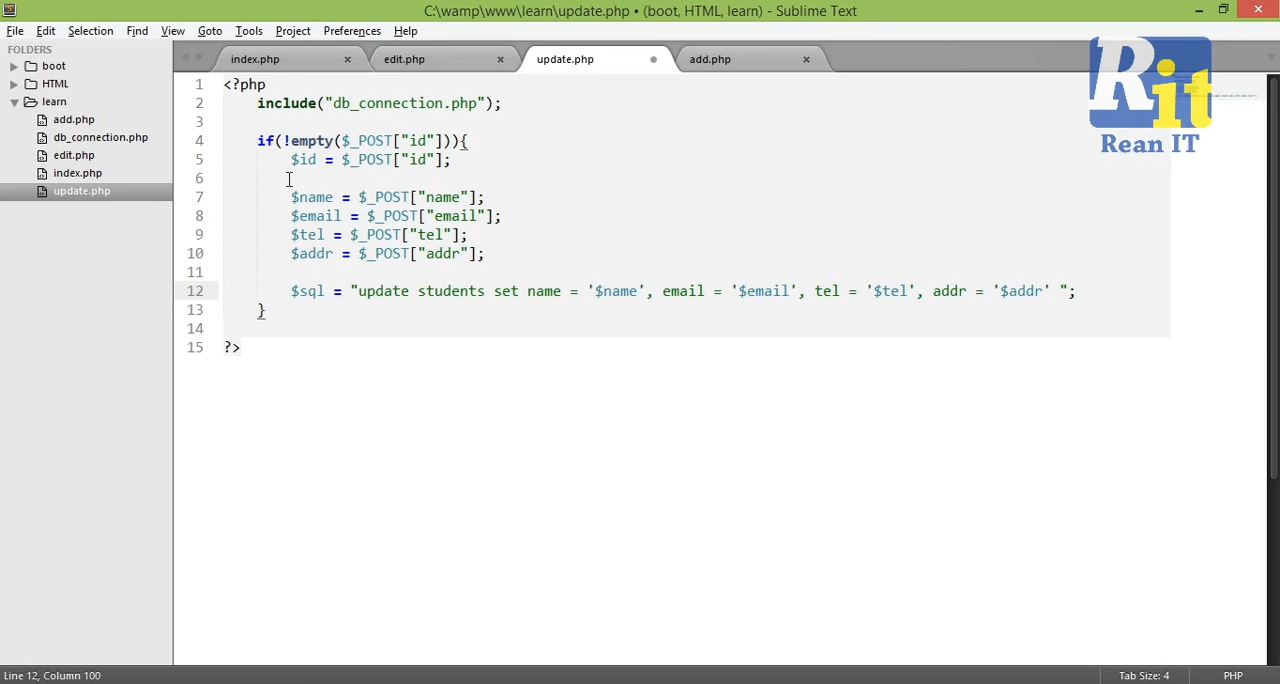 C:\wamp\www\learn\update.php • (boot, HTML, learn) - Sublime Text
File Edit Selection Find View Goto Tools Project Preferences Help
FOLDERS
boot
HTML
learn
add.php
db_connection.php
edit.php
index.php
update.php
index.php × edit.php × update.php • add.php ×
1 <?php
2 include("db_connection.php");
3
4 if(!empty($_POST["id"])){
5 $id = $_POST["id"];
6
7 $name = $_POST["name"];
8 $email = $_POST["email"];
9 $tel = $_POST["tel"];
10 $addr = $_POST["addr"];
11
12 $sql = "update students set name = '$name', email = '$email', tel = '$tel', addr = '$addr' ";
13 }
14
15 ?>
Rit
Rean IT
Line 12, Column 100
Tab Size: 4
PHP